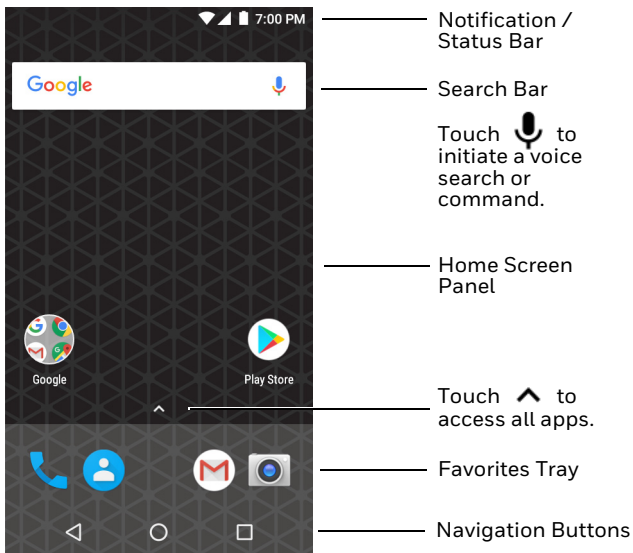 7:00 PM
Notification /
Status Bar
Google
Search Bar
Touch to
initiate a voice
search or
command.
Home Screen
Panel
Google
Play Store
Touch to
access all apps.
Favorites Tray
Navigation Buttons